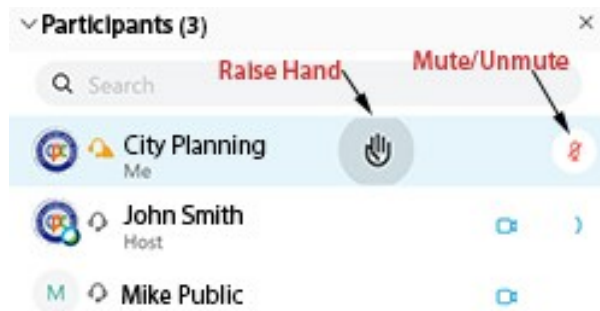 Participants (3)
Search
Raise Hand
Mute/Unmute
City Planning
Me
John Smith
Host
M
Mike Public